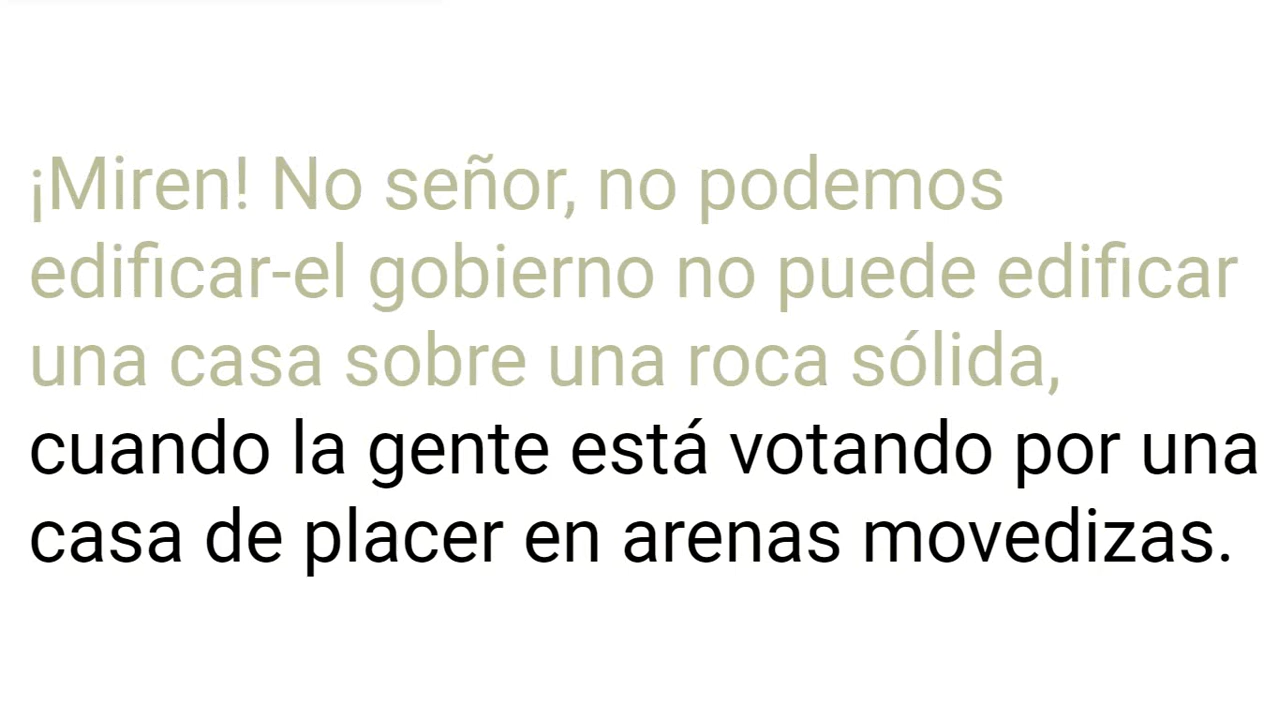 ¡Miren! No señor, no podemos
edificar-el gobierno no puede edificar
una casa sobre una roca sólida,
cuando la gente está votando por una
casa de placer en arenas movedizas.